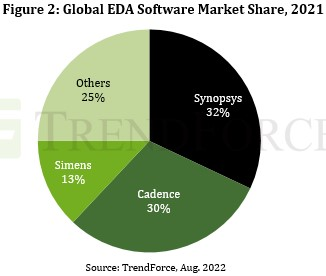 Figure 2: Global EDA Software Market Share, 2021
Others
25%
Synopsys
32%
TRENDFORCE
Simens
13%
Cadence
30%
Source: TrendForce, Aug. 2022